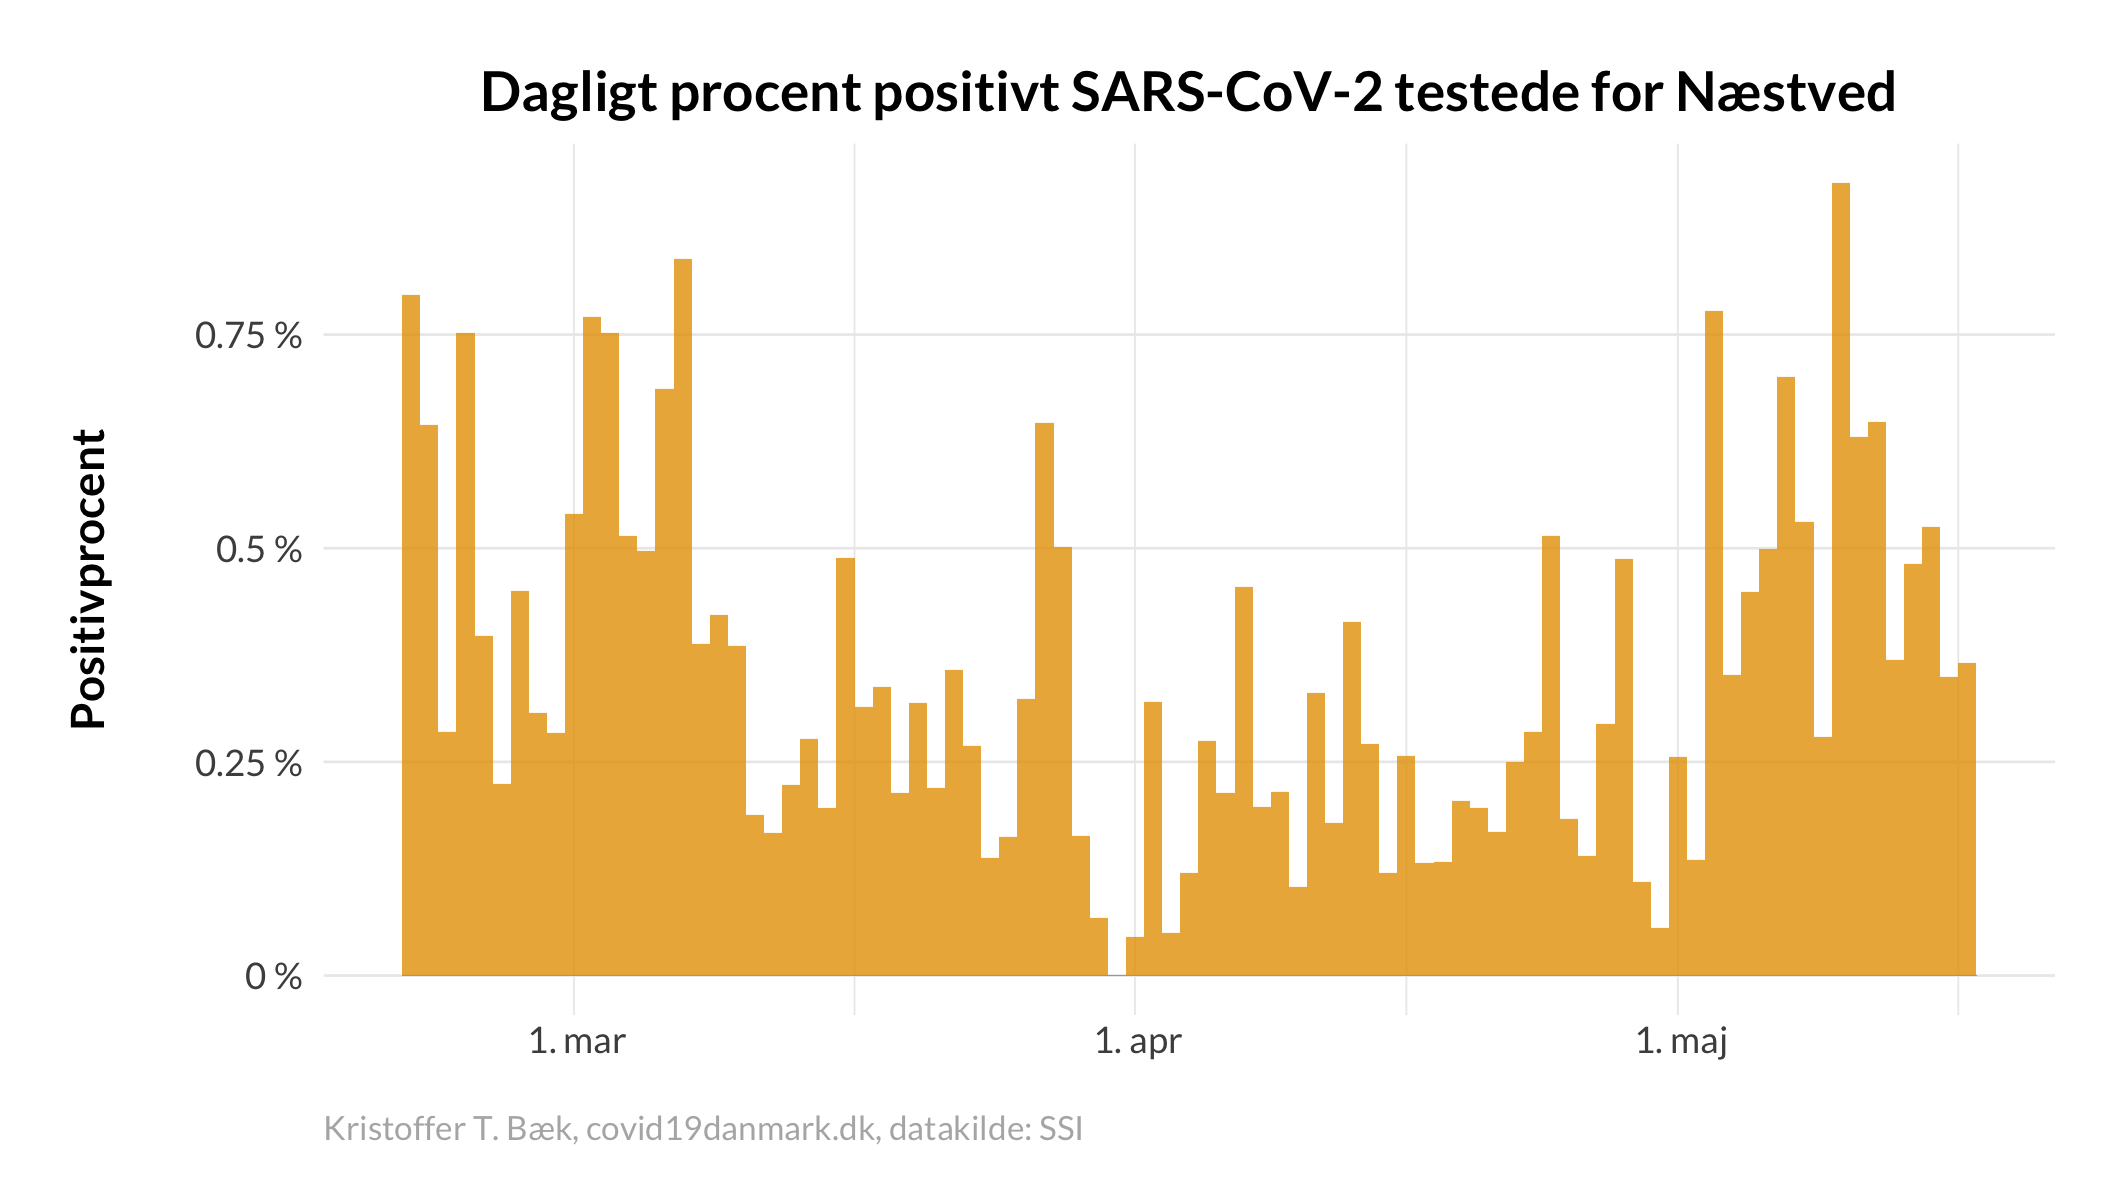 Dagligt procent positivt SARS-CoV-2 testede for Næstved
Positivprocent
0.75 %
0.5 %
0.25 %
0 %
1. mar
1. apr
1. maj
Kristoffer T. Bæk, covid19danmark.dk, datakilde: SSI